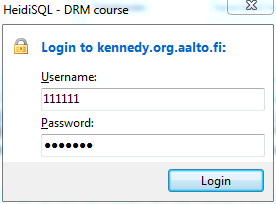 HeidiSQL - DRM course
Login to kennedy.org.aalto.fi:
Username:
111111
Password:
●●●●●●●
Login